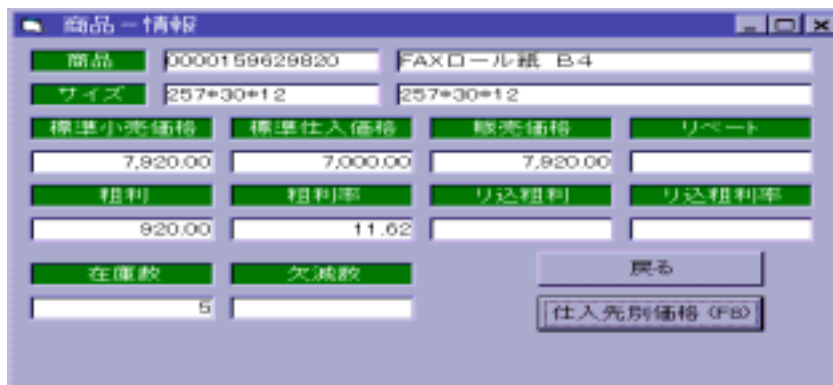 商品－情報
商品 0000159629820 FAXロール紙 B4
サイズ 257*30*12 257*30*12
標準小売価格 標準仕入価格 販売価格 リベート
7,920.00 7,000.00 7,920.00
粗利 粗利率 リ込粗利 リ込粗利率
920.00 11.62
在庫数 欠減数 戻る
5 仕入先別価格(F8)